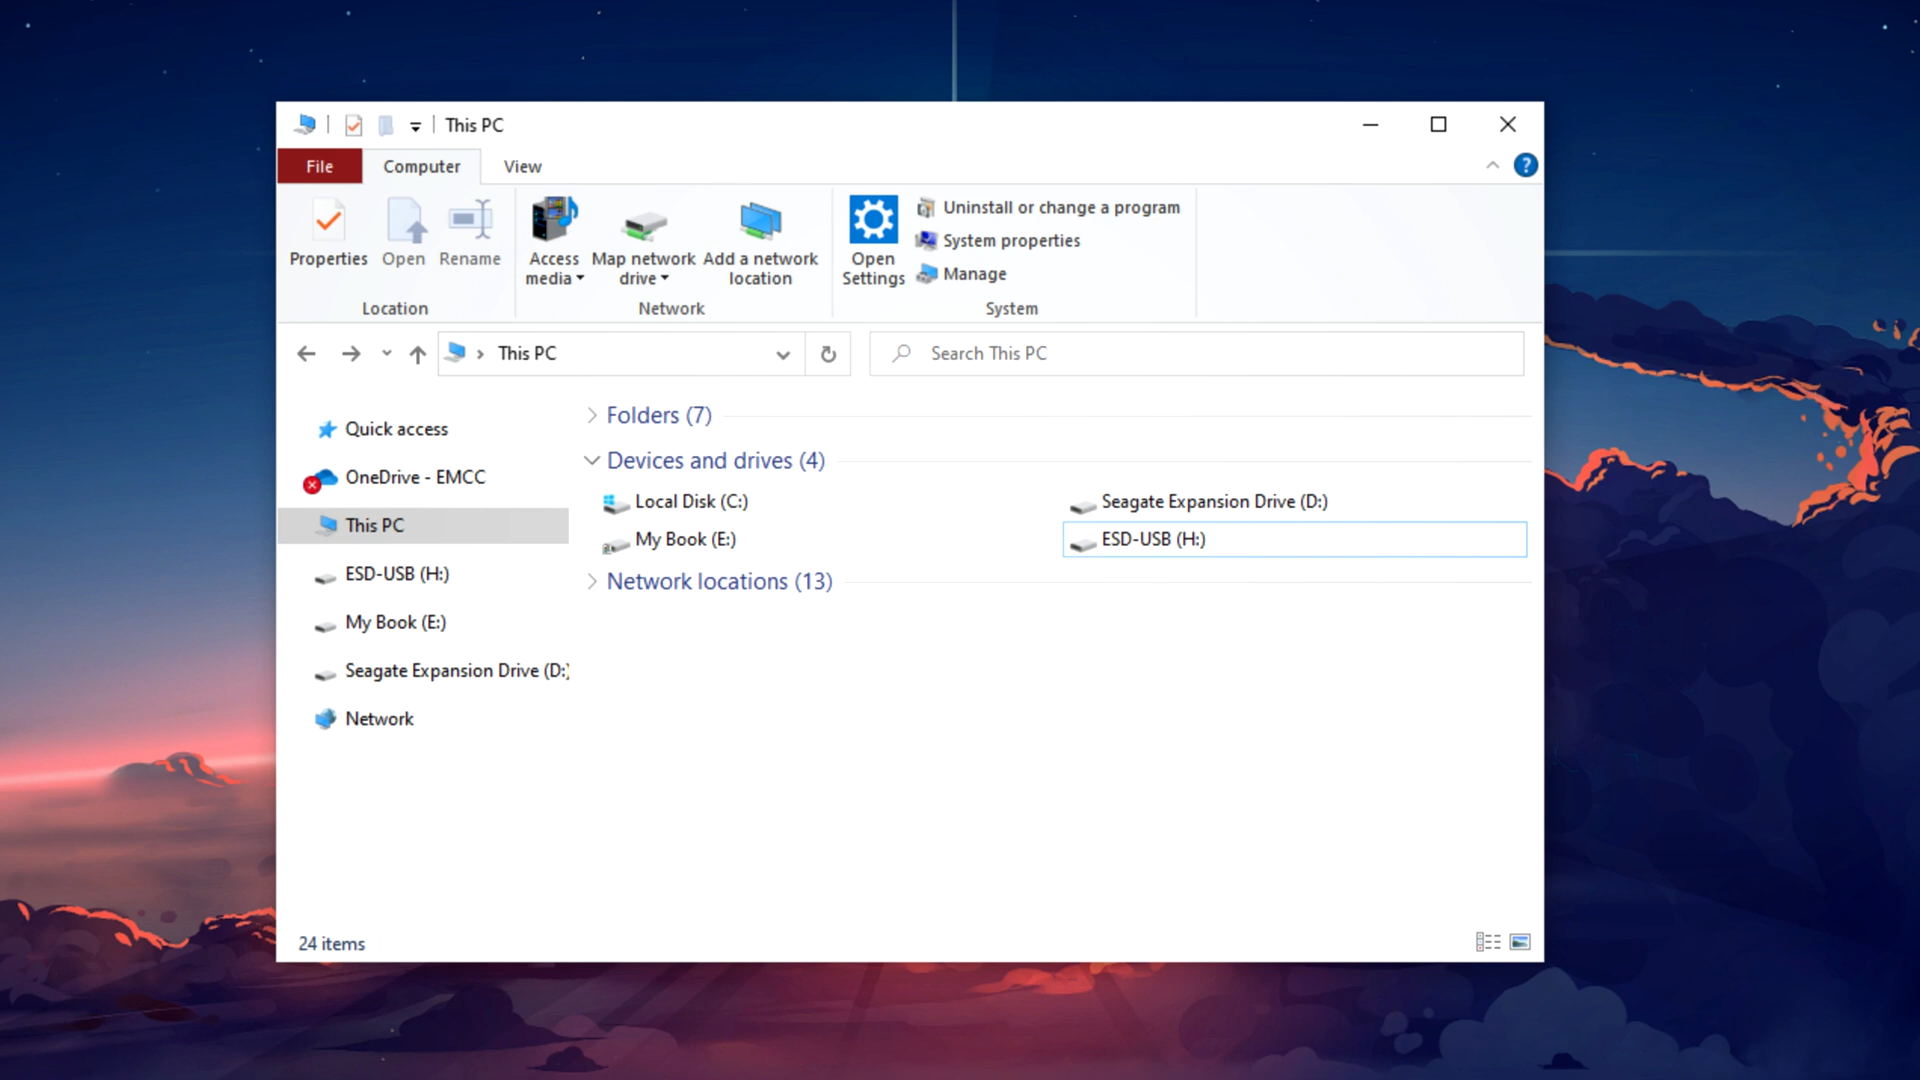 This PC
File Computer View
?
Uninstall or change a program
System properties
Manage
Properties Open Rename
Access media
Map network drive
Add a network location
Open Settings
Location Network System
This PC
Search This PC
Quick access
OneDrive - EMCC
This PC
ESD-USB (H:)
My Book (E:)
Seagate Expansion Drive (D:)
Network
Folders (7)
Devices and drives (4)
Local Disk (C:)
Seagate Expansion Drive (D:)
My Book (E:)
ESD-USB (H:)
Network locations (13)
24 items